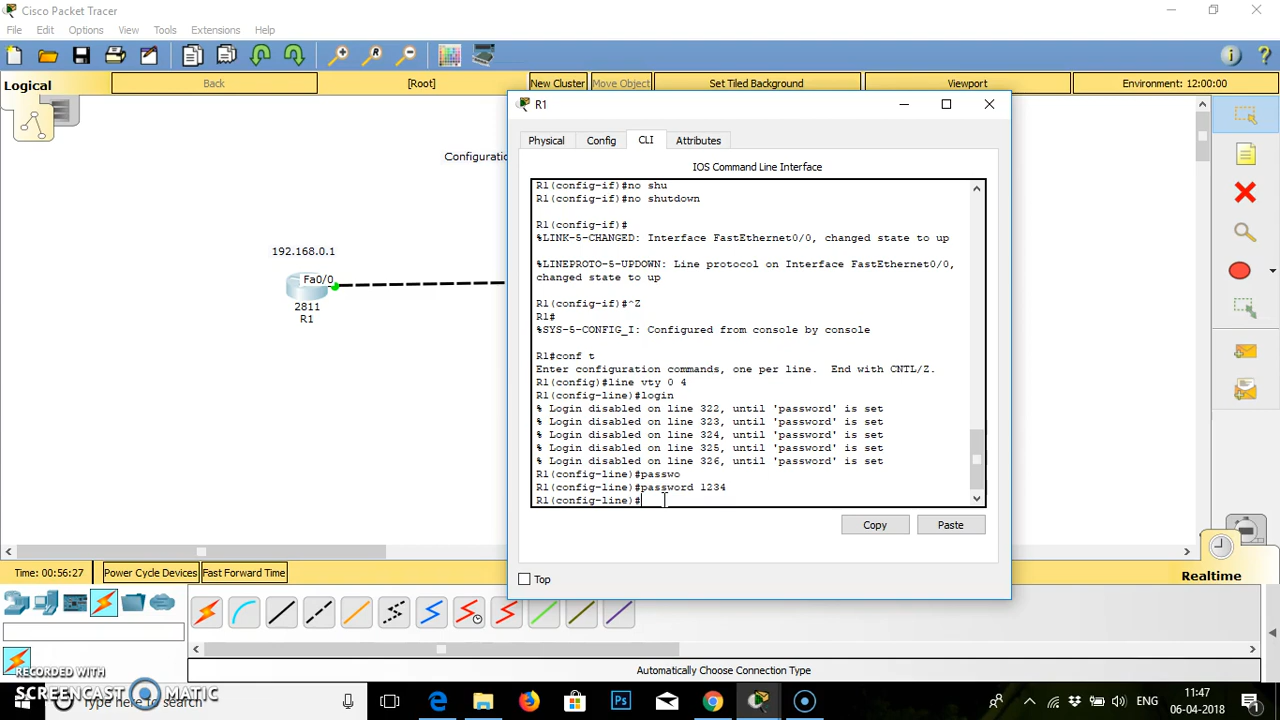 Cisco Packet Tracer
File Edit Options View Tools Extensions Help
Logical Back [Root] New Cluster Move Object Set Tiled Background Viewport Environment: 12:00:00
Configuratio
192.168.0.1
Fa0/0
2811
R1
R1
Physical Config CLI Attributes
IOS Command Line Interface
R1(config-if)#no shu
R1(config-if)#no shutdown
R1(config-if)#
%LINK-5-CHANGED: Interface FastEthernet0/0, changed state to up
%LINEPROTO-5-UPDOWN: Line protocol on Interface FastEthernet0/0,
changed state to up
R1(config-if)#^Z
R1#
%SYS-5-CONFIG_I: Configured from console by console
R1#conf t
Enter configuration commands, one per line.  End with CNTL/Z.
R1(config)#line vty 0 4
R1(config-line)#login
% Login disabled on line 322, until 'password' is set
% Login disabled on line 323, until 'password' is set
% Login disabled on line 324, until 'password' is set
% Login disabled on line 325, until 'password' is set
% Login disabled on line 326, until 'password' is set
R1(config-line)#passwo
R1(config-line)#password 1234
R1(config-line)#
Copy Paste
Top
Time: 00:56:27 Power Cycle Devices Fast Forward Time Realtime
Automatically Choose Connection Type
RECORDED WITH
SCREENCAST MATIC
Type here to search
ENG 11:47
06-04-2018